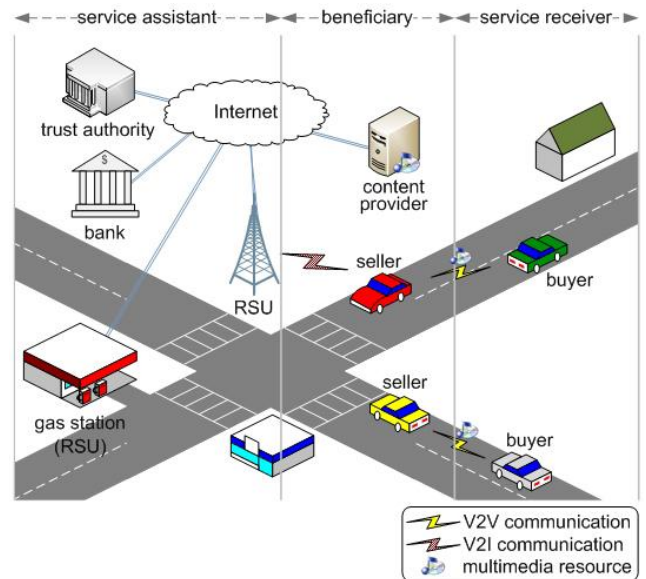 service assistant
beneficiary
service receiver
Internet
trust authority
$
bank
content
provider
RSU
seller
buyer
gas station
(RSU)
seller
buyer
V2V communication
V2I communication
multimedia resource